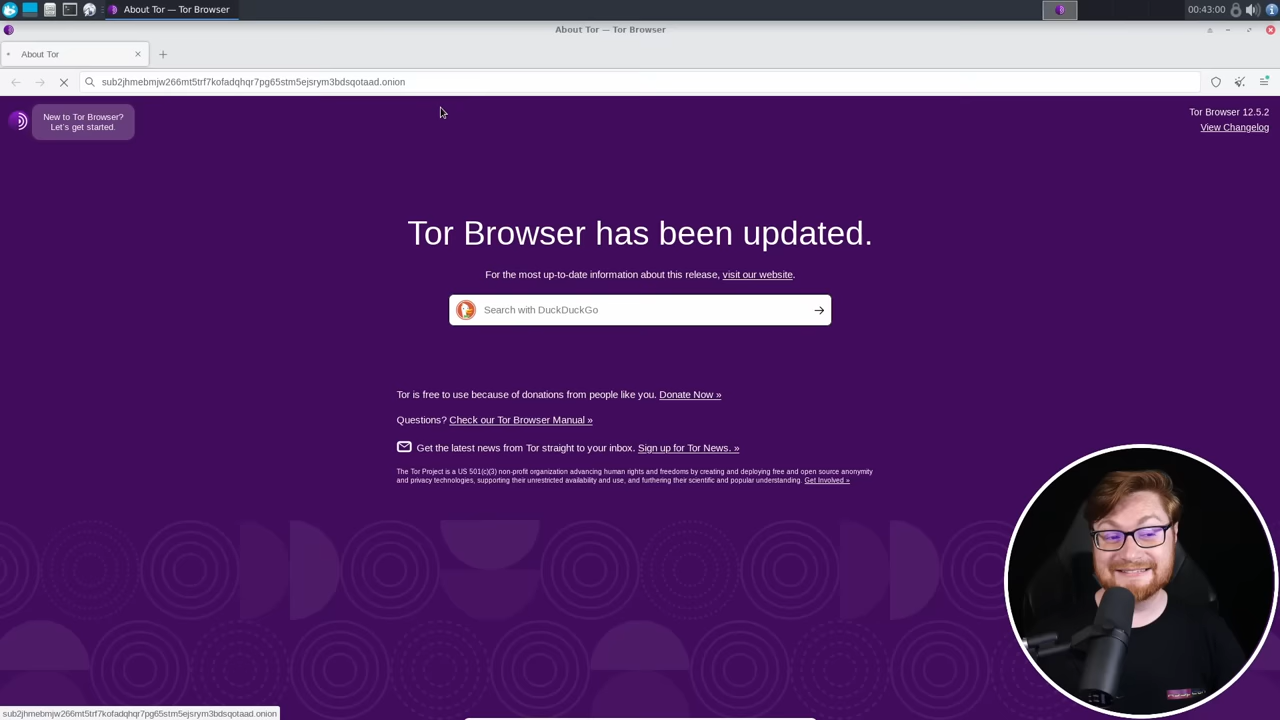 About Tor — Tor Browser
00:43:00
About Tor — Tor Browser
About Tor
sub2jhmebmjw266mt5trf7kofadqhqr7pg65stm5ejsrym3bdsqotaad.onion
New to Tor Browser?
Let's get started.
Tor Browser 12.5.2
View Changelog
Tor Browser has been updated.
For the most up-to-date information about this release, visit our website.
Search with DuckDuckGo
Tor is free to use because of donations from people like you. Donate Now »
Questions? Check our Tor Browser Manual »
Get the latest news from Tor straight to your inbox. Sign up for Tor News. »
The Tor Project is a US 501(c)(3) non-profit organization advancing human rights and freedoms by creating and deploying free and open source anonymity
and privacy technologies, supporting their unrestricted availability and use, and furthering their scientific and popular understanding. Get Involved »
sub2jhmebmjw266mt5trf7kofadqhqr7pg65stm5ejsrym3bdsqotaad.onion